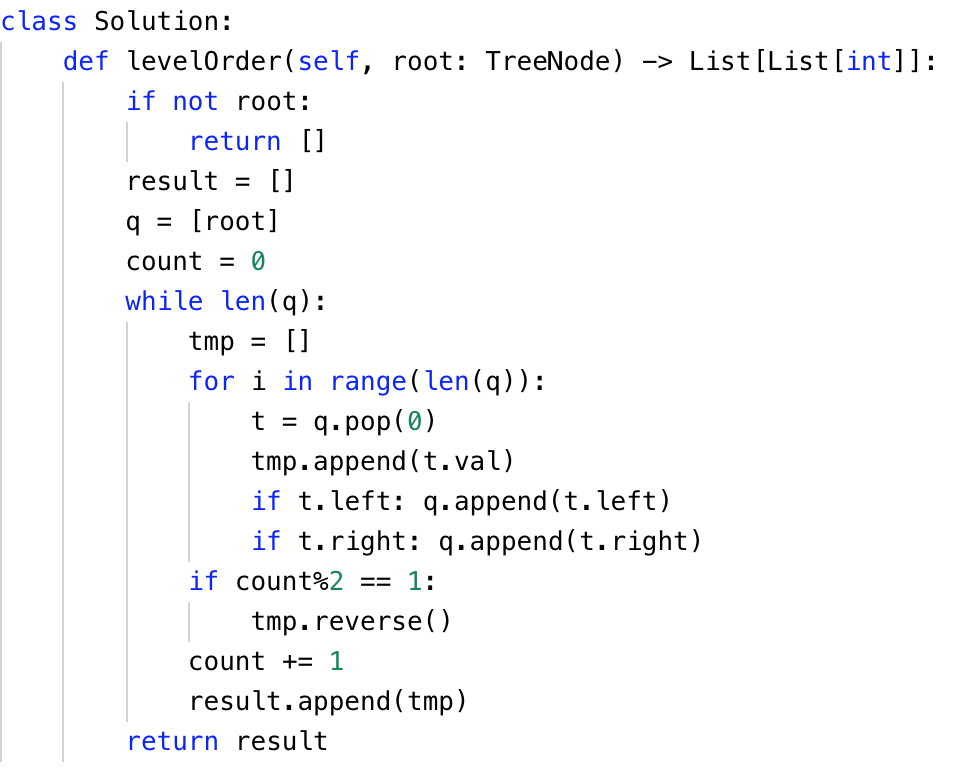 class Solution:
    def levelOrder(self, root: TreeNode) -> List[List[int]]:
        if not root:
            return []
        result = []
        q = [root]
        count = 0
        while len(q):
            tmp = []
            for i in range(len(q)):
                t = q.pop(0)
                tmp.append(t.val)
                if t.left: q.append(t.left)
                if t.right: q.append(t.right)
            if count%2 == 1:
                tmp.reverse()
            count += 1
            result.append(tmp)
        return result